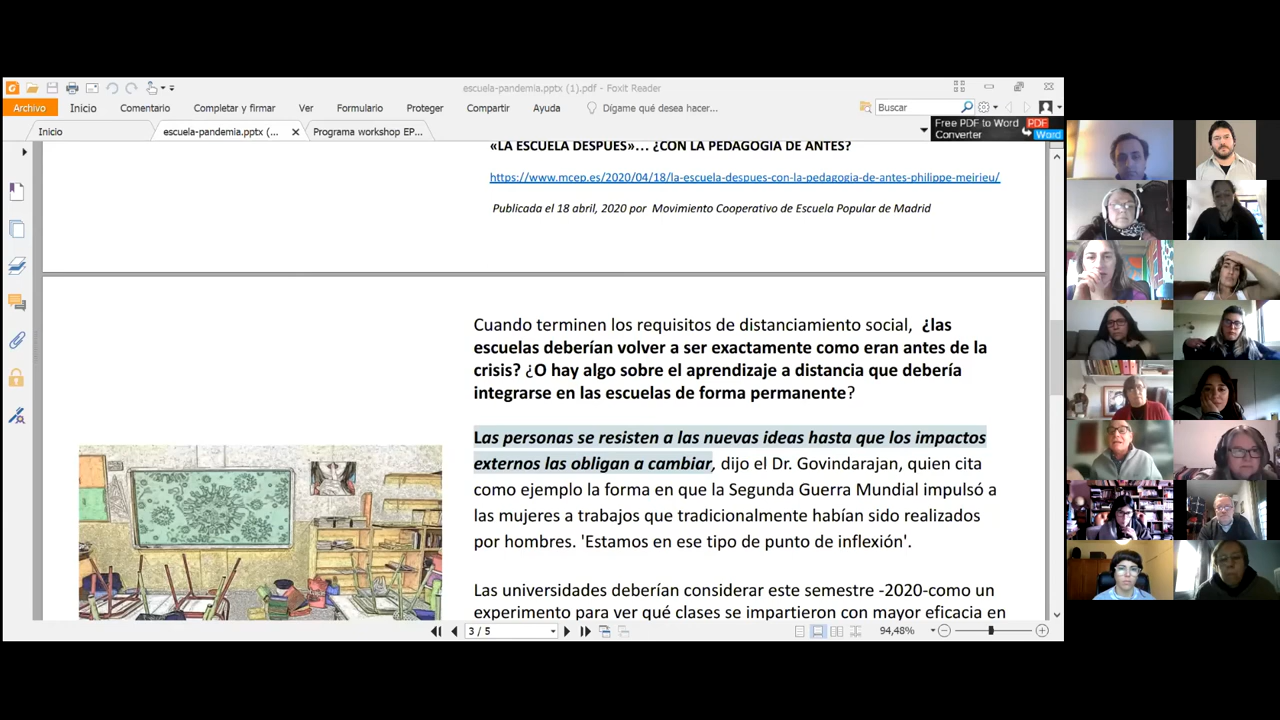 escuela-pandemia.pptx (1).pdf - Foxit Reader
Archivo Inicio Comentario Completar y firmar Ver Formulario Proteger Compartir Ayuda Dígame qué desea hacer... Buscar
Inicio escuela-pandemia.pptx (... Programa workshop EP...
Free PDF to Word PDF
Converter Word
«LA ESCUELA DESPUÉS»… ¿CON LA PEDAGOGÍA DE ANTES?
https://www.mcep.es/2020/04/18/la-escuela-despues-con-la-pedagogia-de-antes-philippe-meirieu/
Publicada el 18 abril, 2020 por Movimiento Cooperativo de Escuela Popular de Madrid
Cuando terminen los requisitos de distanciamiento social, ¿las
escuelas deberían volver a ser exactamente como eran antes de la
crisis? ¿O hay algo sobre el aprendizaje a distancia que debería
integrarse en las escuelas de forma permanente?
Las personas se resisten a las nuevas ideas hasta que los impactos
externos las obligan a cambiar, dijo el Dr. Govindarajan, quien cita
como ejemplo la forma en que la Segunda Guerra Mundial impulsó a
las mujeres a trabajos que tradicionalmente habían sido realizados
por hombres. 'Estamos en ese tipo de punto de inflexión'.
Las universidades deberían considerar este semestre -2020-como un
experimento para ver qué clases se impartieron con mayor eficacia en
3 / 5
94,48%